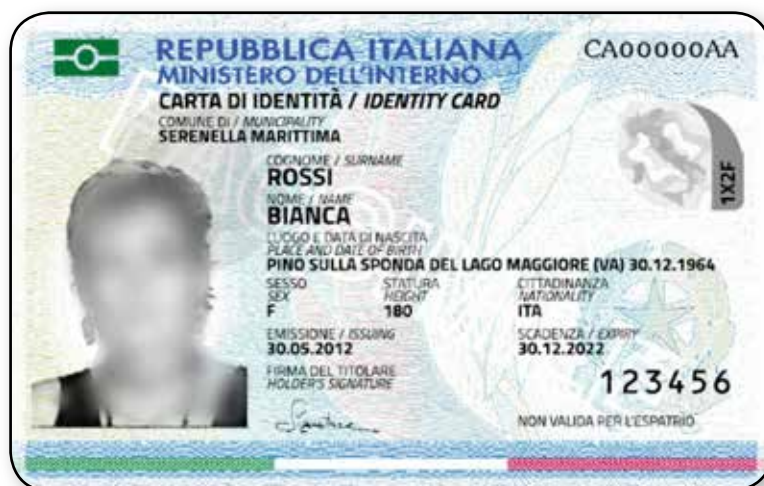 REPUBBLICA ITALIANA
CA00000AA
MINISTERO DELL'INTERNO
CARTA DI IDENTITÀ / IDENTITY CARD
COMUNE DI / MUNICIPALITY
SERENELLA MARITTIMA
COGNOME / SURNAME
ROSSI
1X2F
NOME / NAME
BIANCA
LUOGO E DATA DI NASCITA
PLACE AND DATE OF BIRTH
PINO SULLA SPONDA DEL LAGO MAGGIORE (VA) 30.12.1964
SESSO STATURA CITTADINANZA
SEX HEIGHT NATIONALITY
F 180 ITA
EMISSIONE / ISSUING SCADENZA / EXPIRY
30.05.2012 30.12.2022
FIRMA DEL TITOLARE
HOLDER'S SIGNATURE
123456
NON VALIDA PER L'ESPATRIO